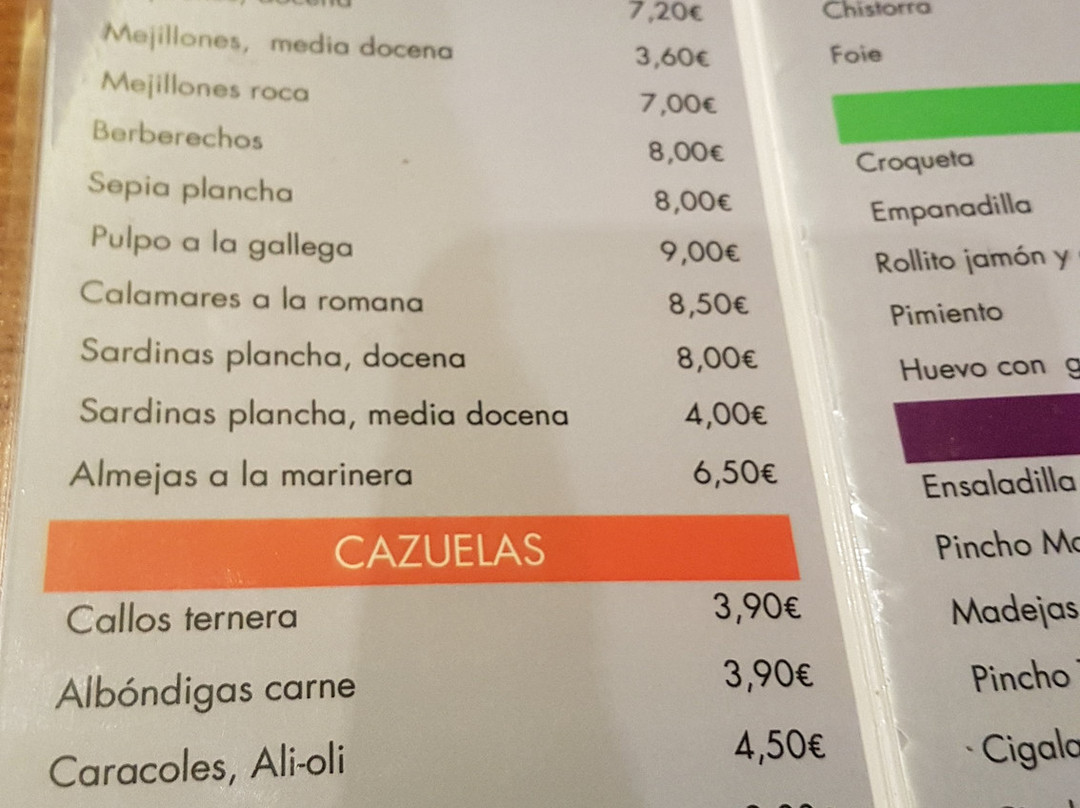 docena 7,20€
Mejillones, media docena 3,60€
Mejillones roca 7,00€
Berberechos 8,00€
Sepia plancha 8,00€
Pulpo a la gallega 9,00€
Calamares a la romana 8,50€
Sardinas plancha, docena 8,00€
Sardinas plancha, media docena 4,00€
Almejas a la marinera 6,50€
CAZUELAS
Callos ternera 3,90€
Albóndigas carne 3,90€
Caracoles, Ali-oli 4,50€
Chistorra
Foie
Croqueta
Empanadilla
Rollito jamón y
Pimiento
Huevo con
Ensaladilla
Pincho
Madejas
Pincho